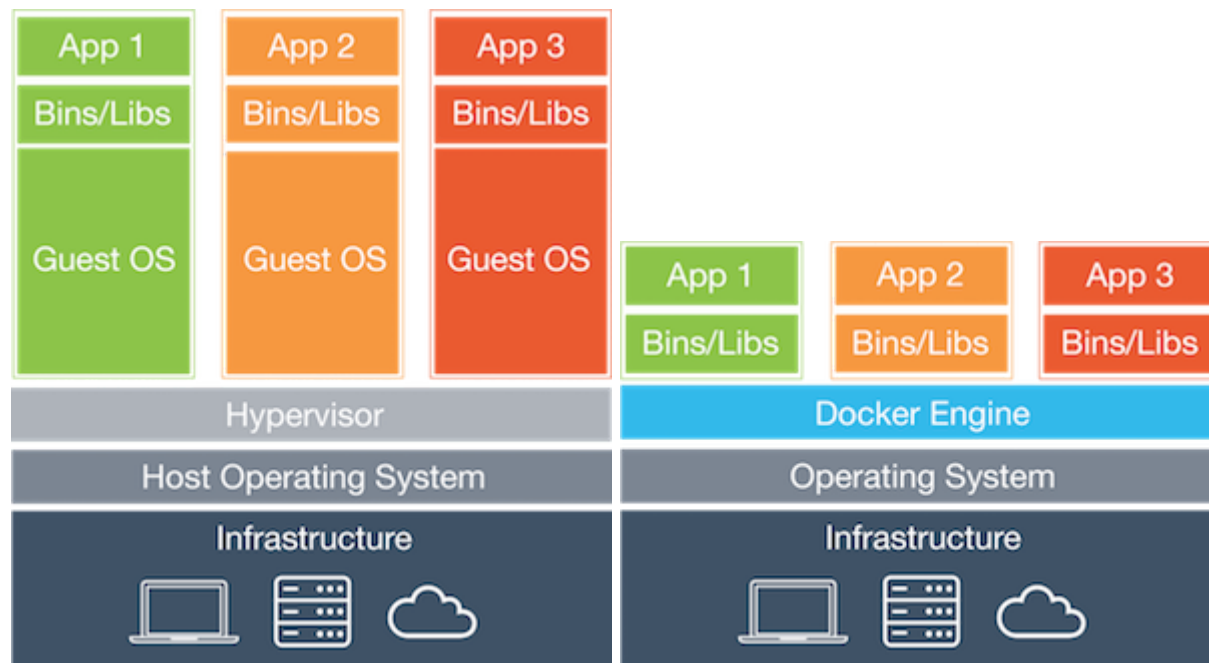 App 1
App 2
App 3
Bins/Libs
Bins/Libs
Bins/Libs
Guest OS
Guest OS
Guest OS
Hypervisor
Host Operating System
Infrastructure
App 1
App 2
App 3
Bins/Libs
Bins/Libs
Bins/Libs
Docker Engine
Operating System
Infrastructure